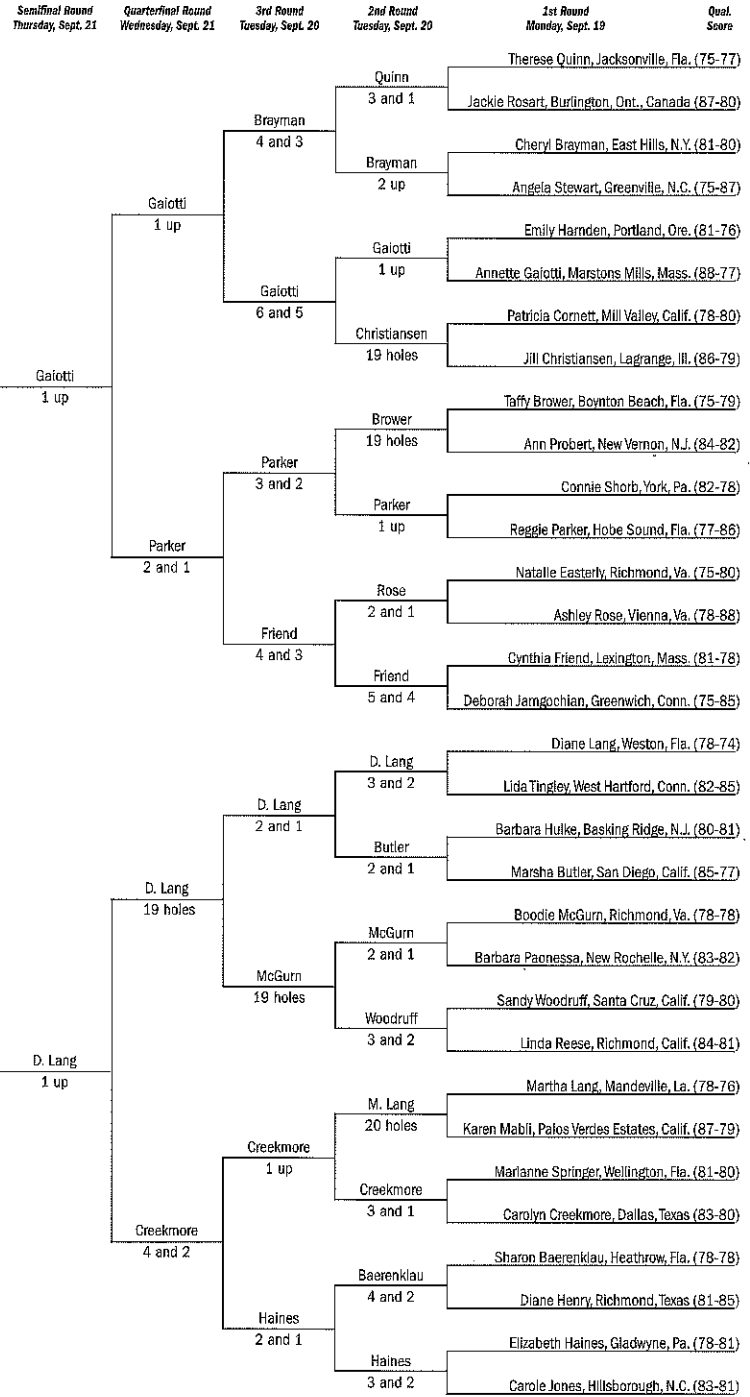 Semifinal Round Quarterfinal Round 3rd Round 2nd Round 1st Round Qual.
Thursday, Sept. 21 Wednesday, Sept. 21 Tuesday, Sept. 20 Tuesday, Sept. 20 Monday, Sept. 19 Score
Therese Quinn, Jacksonville, Fla. (75-77)
Quinn
3 and 1
Jackie Rosart, Burlington, Ont., Canada (87-80)
Brayman
4 and 3
Cheryl Brayman, East Hills, N.Y. (81-80)
Brayman
2 up
Angela Stewart, Greenville, N.C. (75-87)
Gaiotti
1 up
Emily Harnden, Portland, Ore. (81-76)
Gaiotti
1 up
Annette Gaiotti, Marstons Mills, Mass. (88-77)
Gaiotti
6 and 5
Patricia Cornett, Mill Valley, Calif. (78-80)
Christiansen
19 holes
Jill Christiansen, Lagrange, Ill. (86-79)
Gaiotti
1 up
Taffy Brower, Boynton Beach, Fla. (75-79)
Brower
19 holes
Ann Probert, New Vernon, N.J. (84-82)
Parker
3 and 2
Connie Shorb, York, Pa. (82-78)
Parker
1 up
Reggie Parker, Hobe Sound, Fla. (77-86)
Parker
2 and 1
Natalie Easterly, Richmond, Va. (75-80)
Rose
2 and 1
Ashley Rose, Vienna, Va. (78-88)
Friend
4 and 3
Cynthia Friend, Lexington, Mass. (81-78)
Friend
5 and 4
Deborah Jamgochian, Greenwich, Conn. (75-85)
Diane Lang, Weston, Fla. (78-74)
D. Lang
3 and 2
Lida Tingley, West Hartford, Conn. (82-85)
D. Lang
2 and 1
Barbara Hulke, Basking Ridge, N.J. (80-81)
Butler
2 and 1
Marsha Butler, San Diego, Calif. (85-77)
D. Lang
19 holes
Boodie McGurn, Richmond, Va. (78-78)
McGurn
2 and 1
Barbara Paonessa, New Rochelle, N.Y. (83-82)
McGurn
19 holes
Sandy Woodruff, Santa Cruz, Calif. (79-80)
Woodruff
3 and 2
Linda Reese, Richmond, Calif. (84-81)
D. Lang
1 up
Martha Lang, Mandeville, La. (78-76)
M. Lang
20 holes
Karen Mabli, Palos Verdes Estates, Calif. (87-79)
Creekmore
1 up
Marianne Springer, Wellington, Fla. (81-80)
Creekmore
3 and 1
Carolyn Creekmore, Dallas, Texas (83-80)
Creekmore
4 and 2
Sharon Baerenklau, Heathrow, Fla. (78-78)
Baerenklau
4 and 2
Diane Henry, Richmond, Texas (81-85)
Haines
2 and 1
Elizabeth Haines, Gladwyne, Pa. (78-81)
Haines
3 and 2
Carole Jones, Hillsborough, N.C. (83-81)